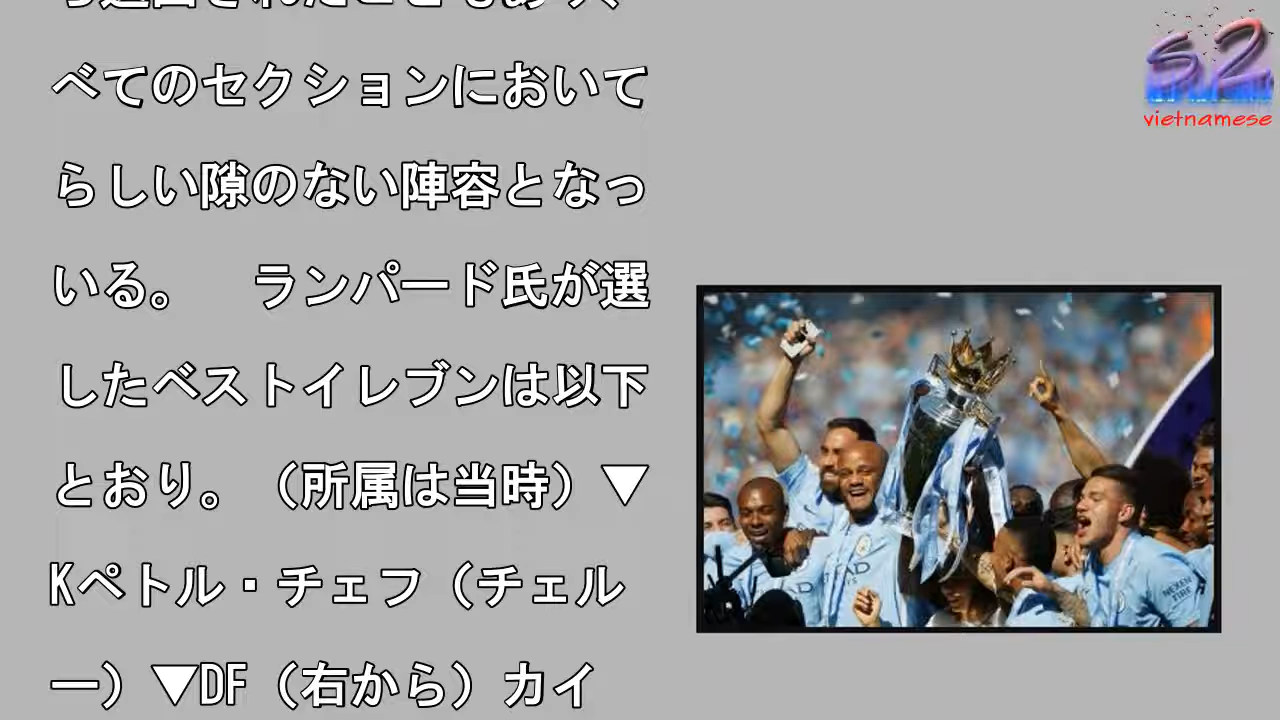 べてのセクションにおいて
らしい隙のない陣容となっ
いる。　ランパード氏が選
したベストイレブンは以下
とおり。（所属は当時）▼
Kペトル・チェフ（チェル
ー）▼DF（右から）カイ
S2
vietnamese
NEXEN
TIRE